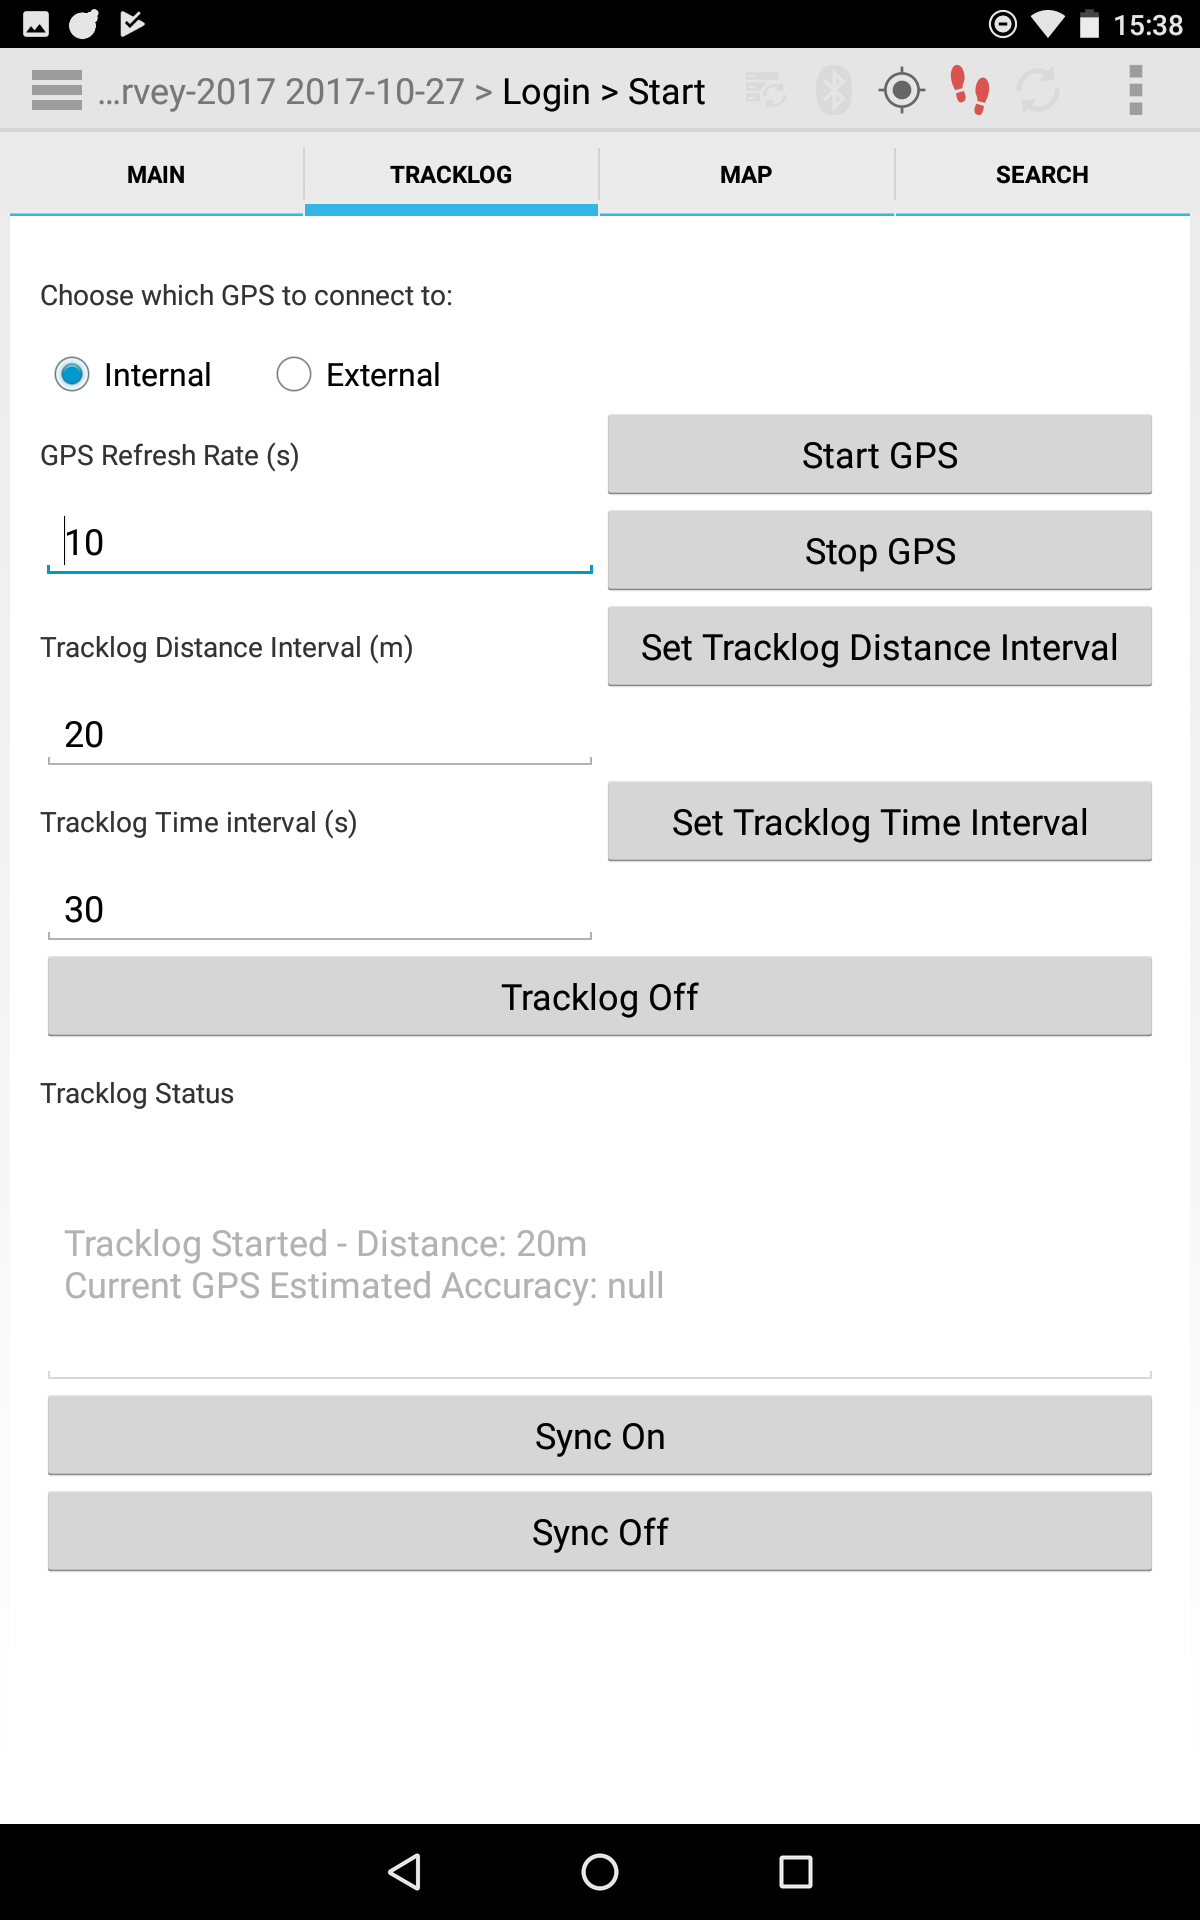 15:38
...rvey-2017 2017-10-27 > Login > Start
MAIN TRACKLOG MAP SEARCH
Choose which GPS to connect to:
Internal External
GPS Refresh Rate (s)
Start GPS
10
Stop GPS
Tracklog Distance Interval (m)
Set Tracklog Distance Interval
20
Tracklog Time interval (s)
Set Tracklog Time Interval
30
Tracklog Off
Tracklog Status
Tracklog Started - Distance: 20m
Current GPS Estimated Accuracy: null
Sync On
Sync Off